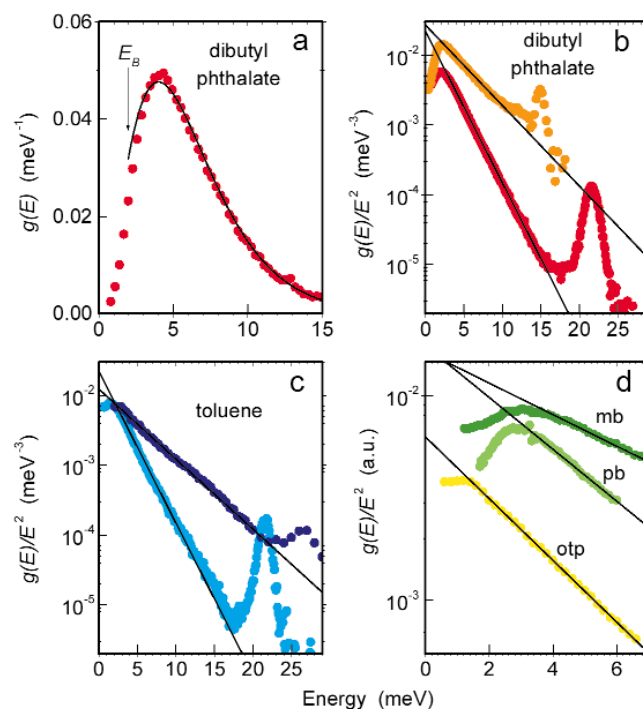 0.06
E_B
dibutyl
phthalate
a
0.04
g(E) (meV⁻¹)
0.02
0.00
0 5 10 15
dibutyl
phthalate
b
10⁻²
10⁻³
g(E)/E² (meV⁻³)
10⁻⁴
10⁻⁵
0 5 10 15 20 25
c
toluene
10⁻²
10⁻³
g(E)/E² (meV⁻³)
10⁻⁴
10⁻⁵
0 5 10 15 20 25
d
10⁻²
mb
pb
g(E)/E² (a.u.)
otp
10⁻³
0 2 4 6
Energy (meV)